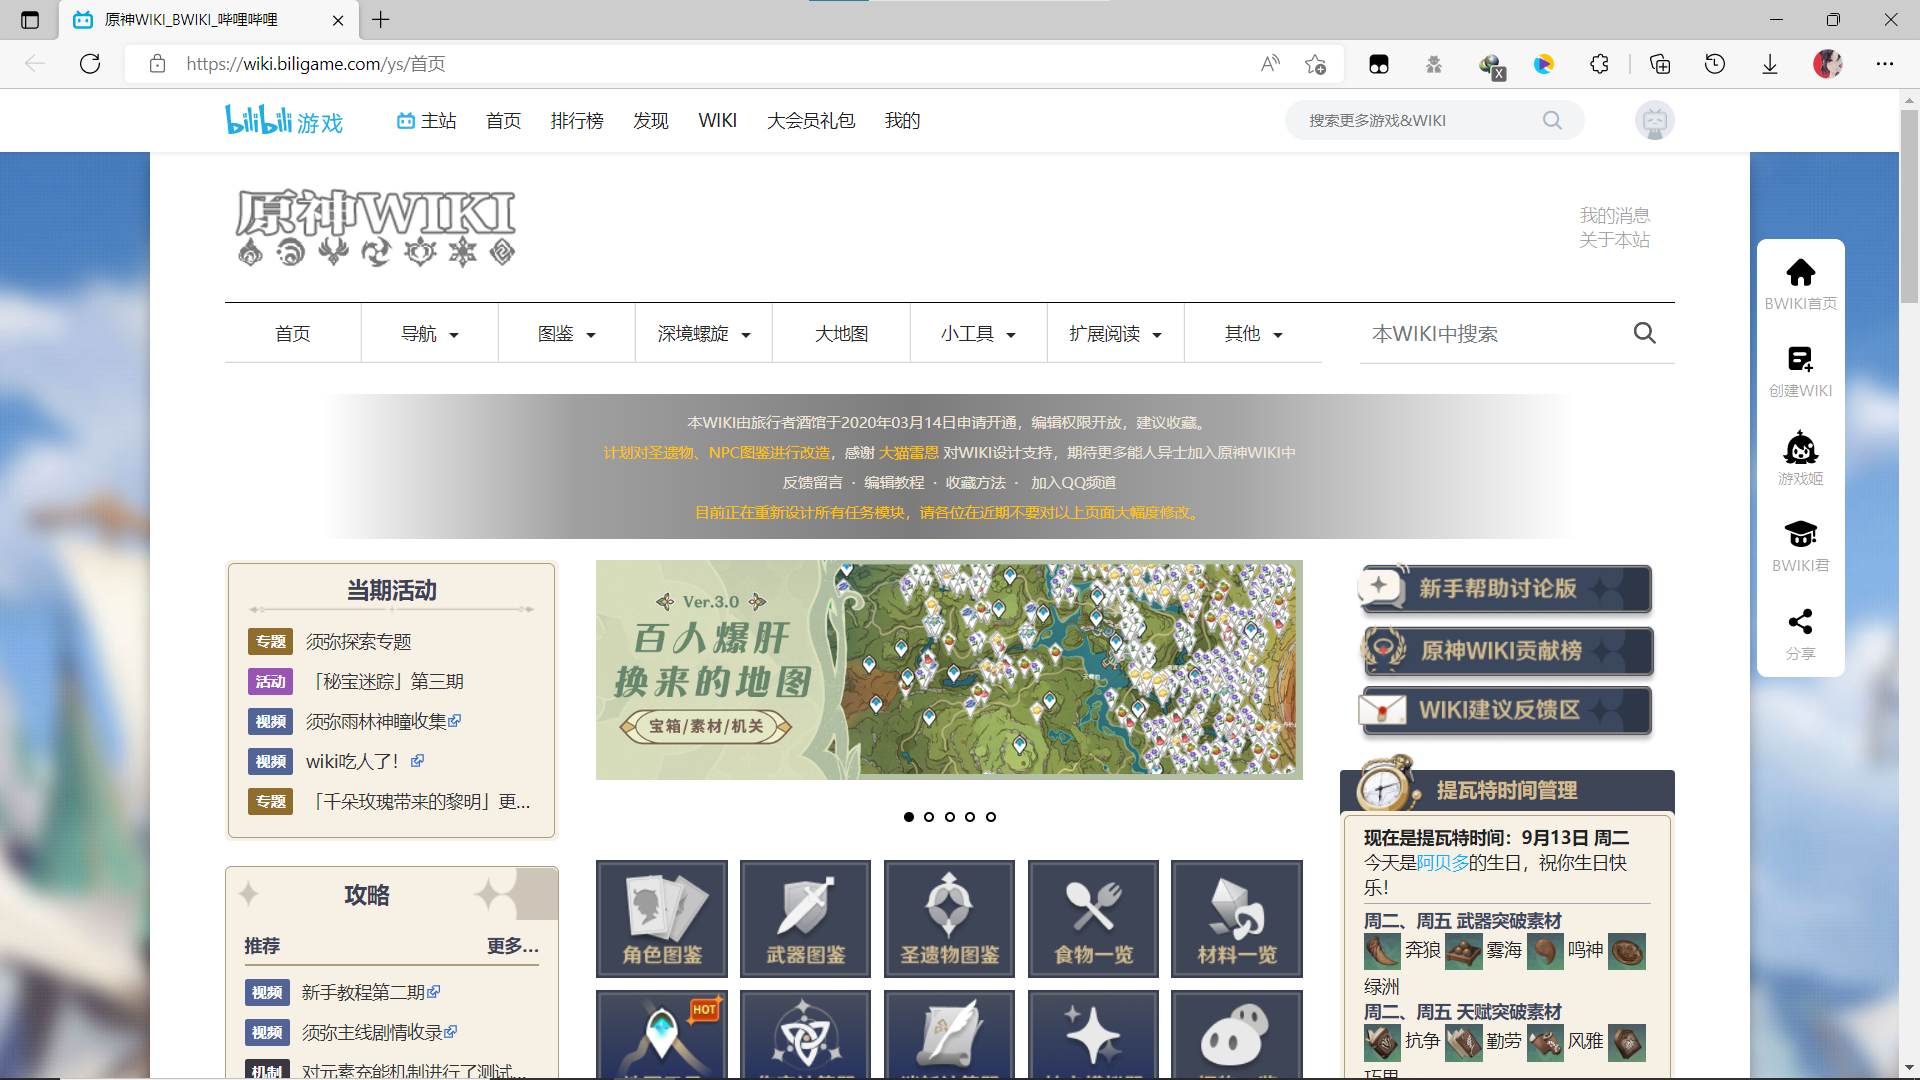 原神WIKI_BWIKI_哔哩哔哩
https://wiki.biligame.com/ys/首页
bilibili 游戏 主站 首页 排行榜 发现 WIKI 大会员礼包 我的 搜索更多游戏&WIKI
原神WIKI
我的消息
关于本站
首页 导航 图鉴 深境螺旋 大地图 小工具 扩展阅读 其他 本WIKI中搜索
本WIKI由旅行者酒馆于2020年03月14日申请开通，编辑权限开放，建议收藏。
计划对圣遗物、NPC图鉴进行改造，感谢 大猫雷恩 对WIKI设计支持，期待更多能人异士加入原神WIKI中
反馈留言 · 编辑教程 · 收藏方法 · 加入QQ频道
目前正在重新设计所有任务模块，请各位在近期不要对以上页面大幅度修改。
当期活动
专题 须弥探索专题
活动 「秘宝迷踪」第三期
视频 须弥雨林神瞳收集
视频 wiki吃人了！
专题 「千朵玫瑰带来的黎明」更...
攻略
推荐 更多...
视频 新手教程第二期
视频 须弥主线剧情收录
机制 对元素充能机制进行了测试...
Ver.3.0
百人爆肝
换来的地图
宝箱/素材/机关
角色图鉴 武器图鉴 圣遗物图鉴 食物一览 材料一览
HOT
新手帮助讨论版
原神WIKI贡献榜
WIKI建议反馈区
提瓦特时间管理
现在是提瓦特时间：9月13日 周二
今天是阿贝多的生日，祝你生日快
乐！
周二、周五 武器突破素材
奔狼 雾海 鸣神
绿洲
周二、周五 天赋突破素材
抗争 勤劳 风雅
巧思
BWIKI首页
创建WIKI
游戏姬
BWIKI君
分享